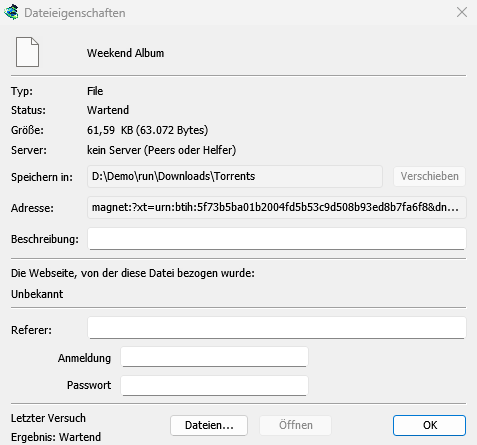 Dateieigenschaften
Weekend Album
Typ: File
Status: Wartend
Größe: 61,59 KB (63.072 Bytes)
Server: kein Server (Peers oder Helfer)
Speichern in: D:\Demo\run\Downloads\Torrents Verschieben
Adresse: magnet:?xt=urn:btih:5f73b5ba01b2004fd5b53c9d508b93ed8b7fa6f8&dn...
Beschreibung:
Die Webseite, von der diese Datei bezogen wurde:
Unbekannt
Referer:
Anmeldung
Passwort
Letzter Versuch
Dateien... Öffnen OK
Ergebnis: Wartend